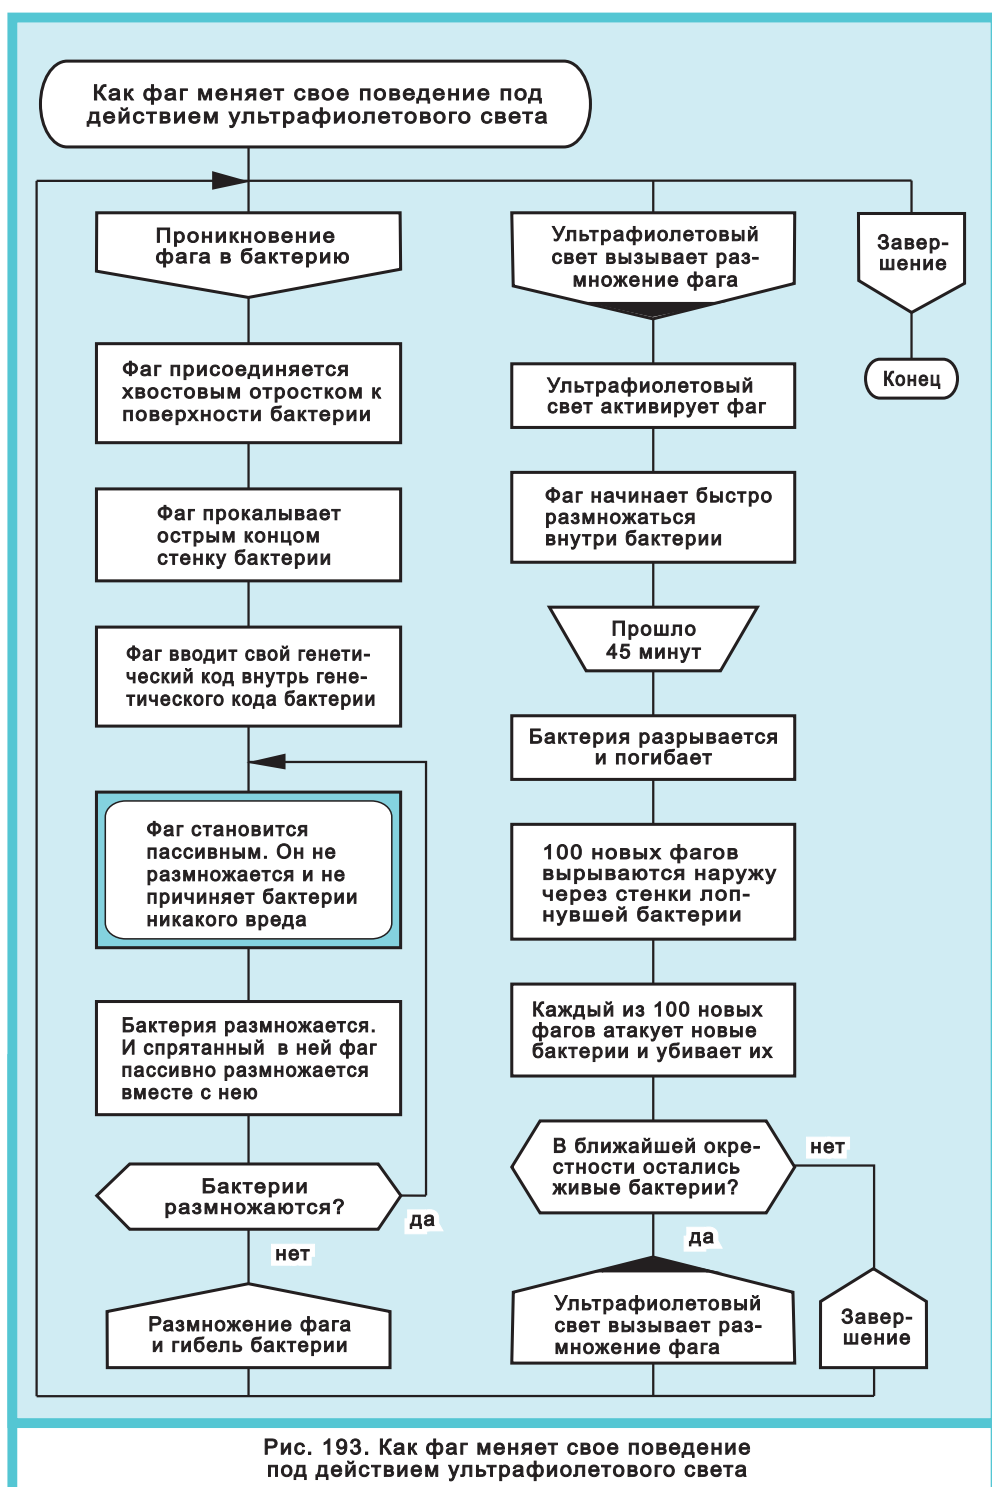 Как фаг меняет свое поведение под
действием ультрафиолетового света
Проникновение
фага в бактерию
Фаг присоединяется
хвостовым отростком к
поверхности бактерии
Фаг прокалывает
острым концом
стенку бактерии
Фаг вводит свой генети-
ческий код внутрь гене-
тического кода бактерии
Фаг становится
пассивным. Он не
размножается и не
причиняет бактерии
никакого вреда
Бактерия размножается.
И спрятанный в ней фаг
пассивно размножается
вместе с нею
Бактерии
размножаются?
да
нет
Размножение фага
и гибель бактерии
Ультрафиолетовый
свет вызывает раз-
множение фага
Ультрафиолетовый
свет активирует фаг
Фаг начинает быстро
размножаться
внутри бактерии
Прошло
45 минут
Бактерия разрывается
и погибает
100 новых фагов
вырываются наружу
через стенки лоп-
нувшей бактерии
Каждый из 100 новых
фагов атакует новые
бактерии и убивает их
В ближайшей окре-
стности остались
живые бактерии?
нет
да
Ультрафиолетовый
свет вызывает раз-
множение фага
Завер-
шение
Завер-
шение
Конец
Рис. 193. Как фаг меняет свое поведение
под действием ультрафиолетового света